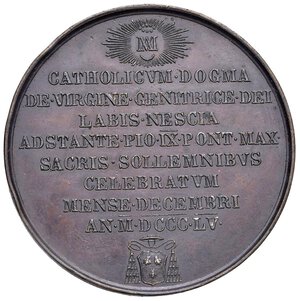 M
CATHOLICVM·DOGMA
DE·VIRGINE·GENITRICE·DEI
LABIS·NESCIA
ADSTANTE·PIO·IX·PONT·MAX
SACRIS·SOLLEMNIBVS
CELEBRATVM
MENSE·DECEMBRI
AN·M·DCCC·LV·